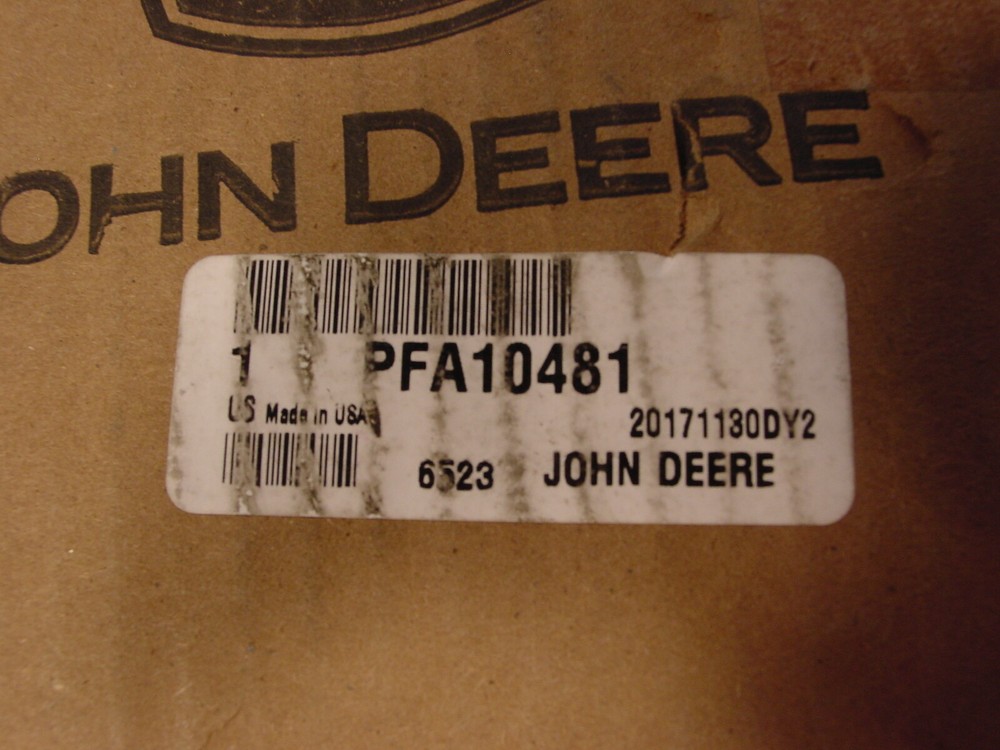 JOHN DEERE
1 PFA10481
US Made in USA
20171130DY2
6523 JOHN DEERE